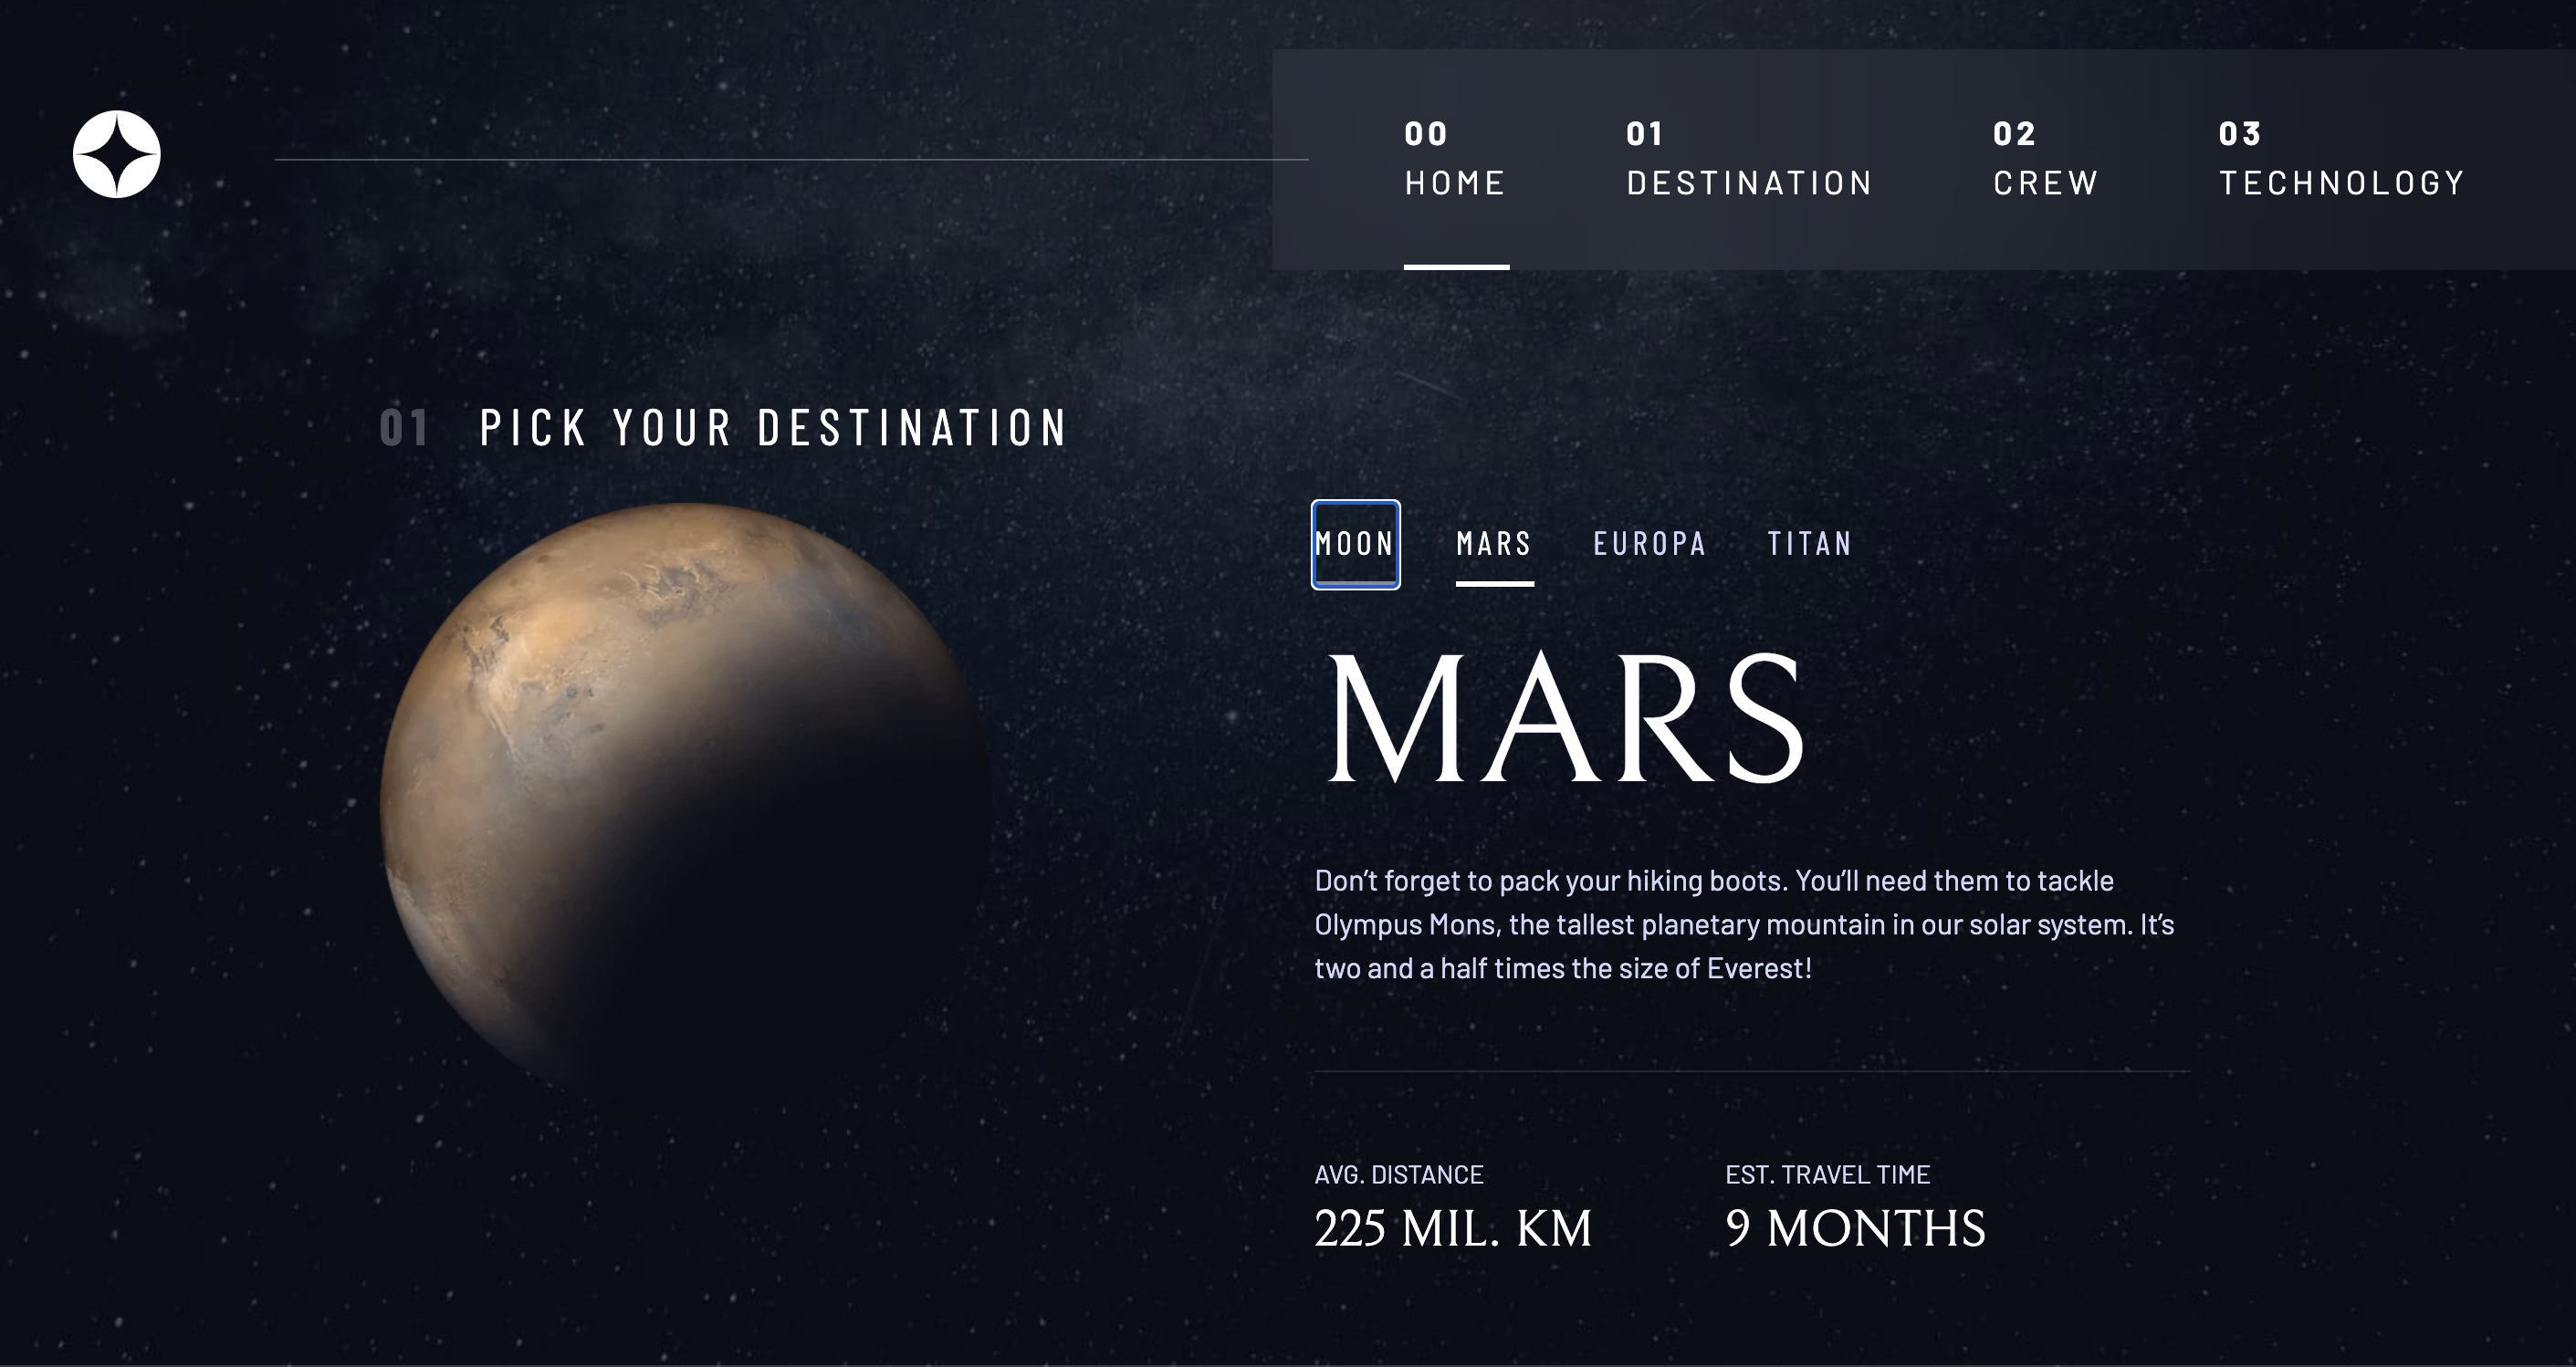 00
HOME
01
DESTINATION
02
CREW
03
TECHNOLOGY
01 PICK YOUR DESTINATION
MOON MARS EUROPA TITAN
MARS
Don’t forget to pack your hiking boots. You’ll need them to tackle
Olympus Mons, the tallest planetary mountain in our solar system. It’s
two and a half times the size of Everest!
AVG. DISTANCE
225 MIL. KM
EST. TRAVEL TIME
9 MONTHS